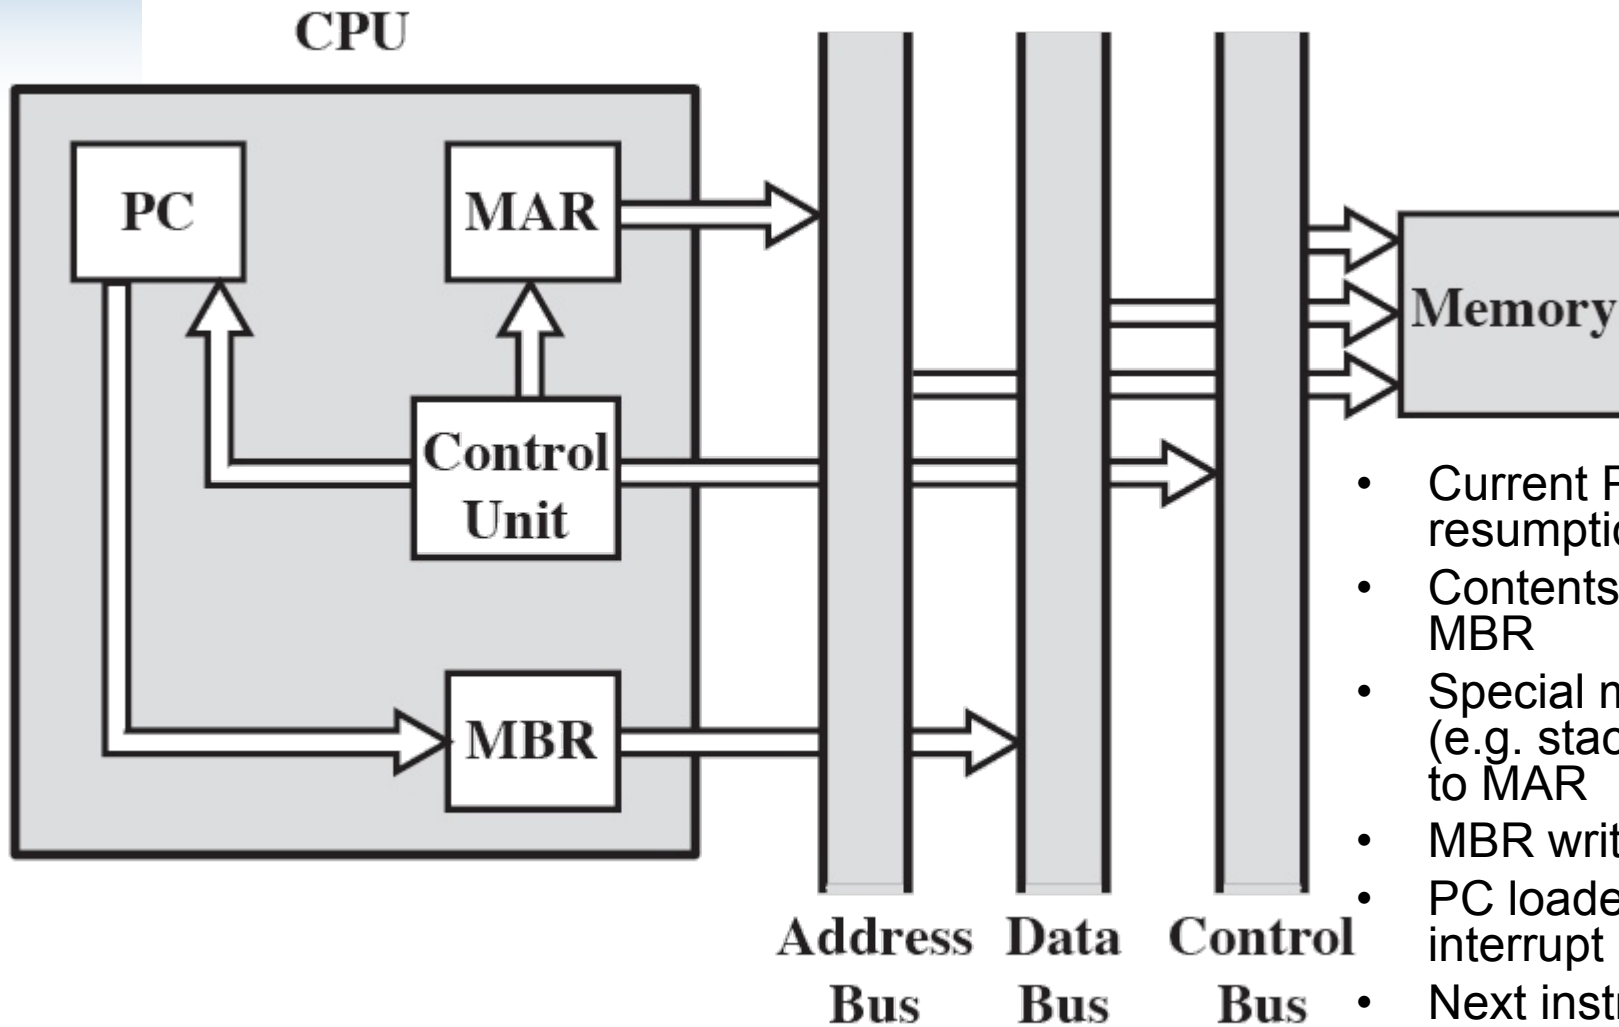 CPU
PC
MAR
Memory
Control
Unit
MBR
Address
Bus
Data
Bus
Control
Bus
• Current
resumptio
• Contents
MBR
• Special
(e.g. stac
to MAR
• MBR writ
• PC loade
interrupt
• Next instr